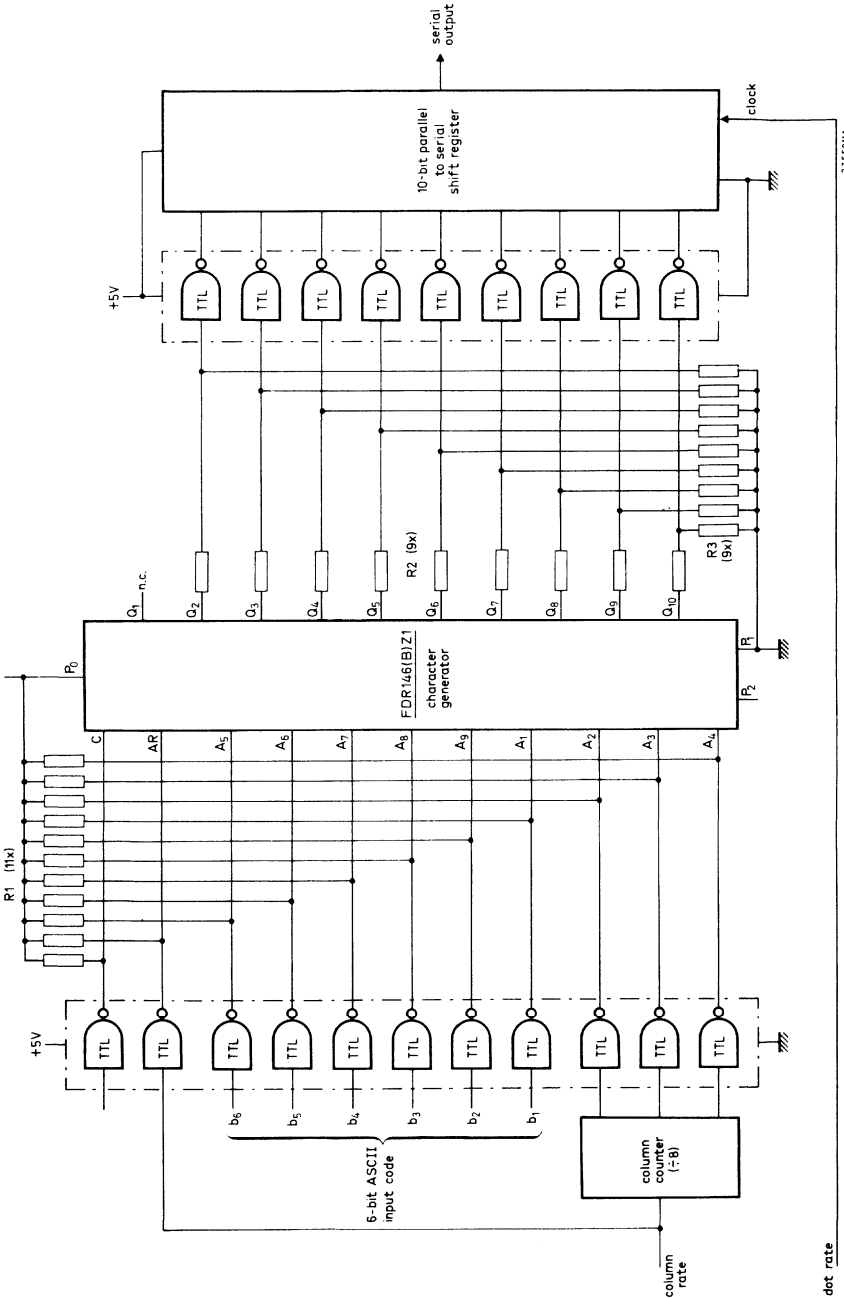 R1 (11x)
+5V
TTL
TTL
TTL
TTL
TTL
TTL
TTL
TTL
TTL
TTL
TTL
b6
b5
b4
b3
b2
b1
6-bit ASCII
input code
column
counter
(÷8)
column
rate
dot rate
P0
C
AR
A5
A6
A7
A8
A9
A1
A2
A3
A4
FDR146(B)Z1
character
generator
P2
P1
Q1
n.c.
Q2
Q3
Q4
Q5
Q6
Q7
Q8
Q9
Q10
R2 (9x)
R3
(9x)
+5V
TTL
TTL
TTL
TTL
TTL
TTL
TTL
TTL
TTL
10-bit parallel
to serial
shift register
clock
serial
output